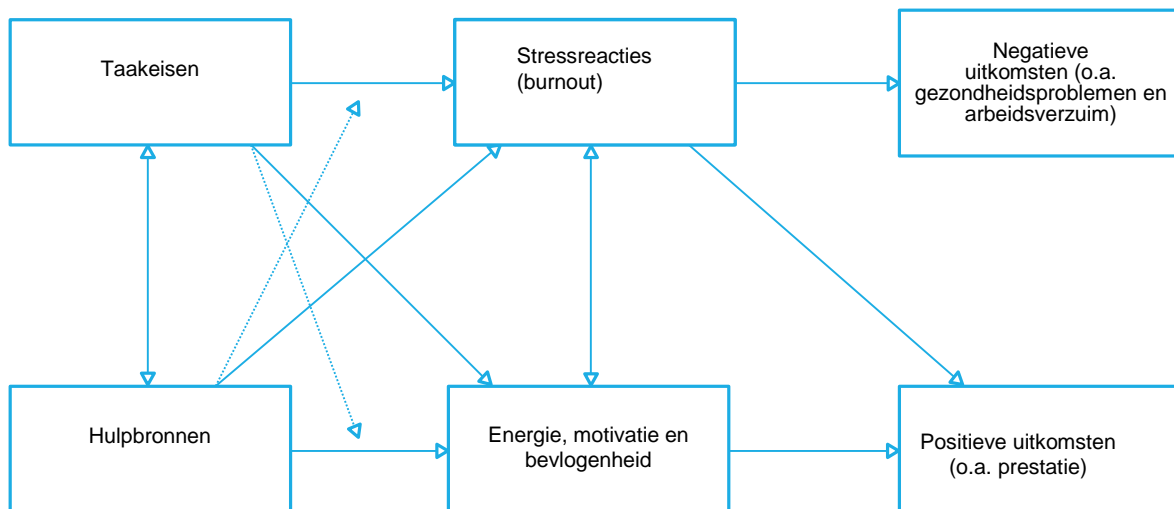 Taakeisen
Stressreacties
(burnout)
Negatieve
uitkomsten (o.a.
gezondheidsproblemen en
arbeidsverzuim)
Hulpbronnen
Energie, motivatie en
bevlogenheid
Positieve uitkomsten
(o.a. prestatie)